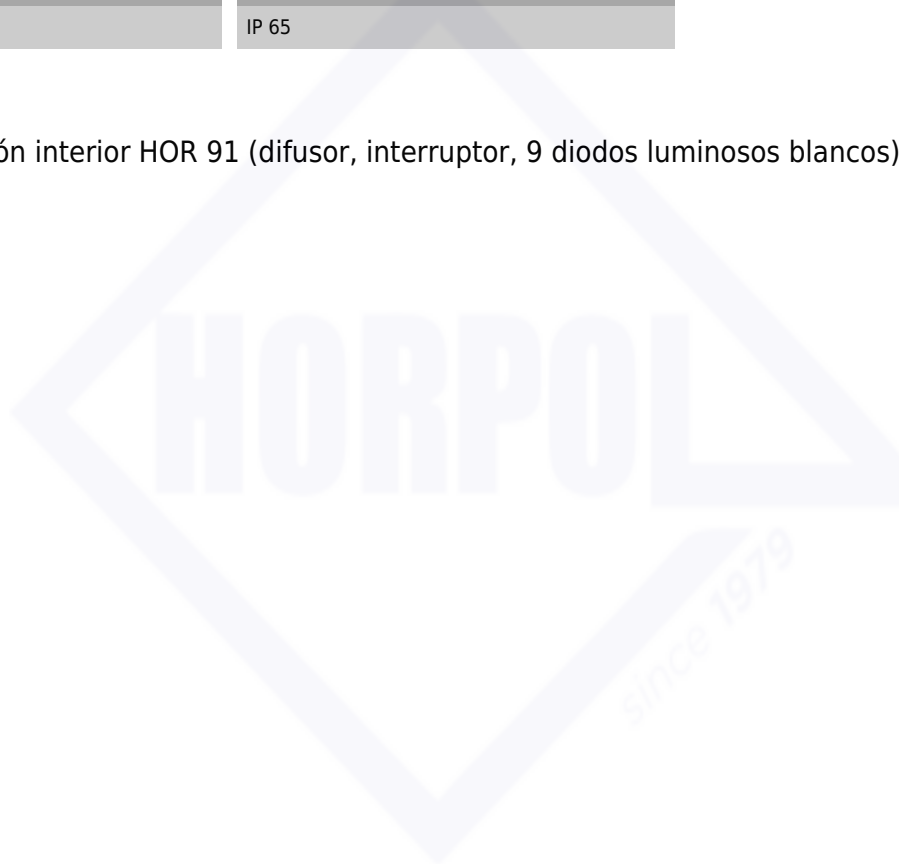 IP 65
ón interior HOR 91 (difusor, interruptor, 9 diodos luminosos blancos)
HORPOL
since 1979